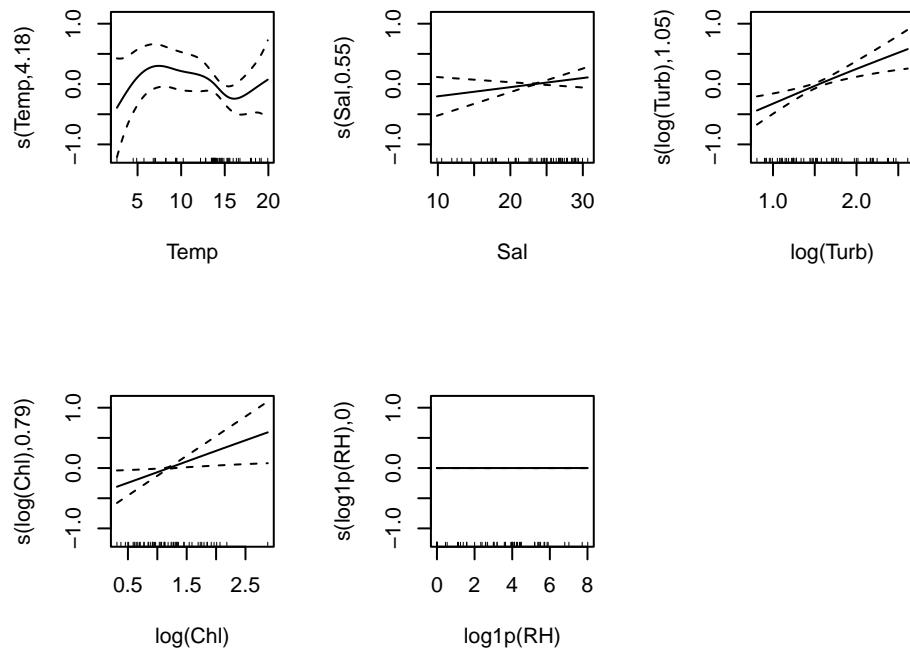 s(Temp,4.18)
−1.0 0.0 1.0
5 10 15 20
Temp
s(Sal,0.55)
−1.0 0.0 1.0
10 20 30
Sal
s(log(Turb),1.05)
−1.0 0.0 1.0
1.0 2.0
log(Turb)
s(log(Chl),0.79)
−1.0 0.0 1.0
0.5 1.5 2.5
log(Chl)
s(log1p(RH),0)
−1.0 0.0 1.0
0 2 4 6 8
log1p(RH)